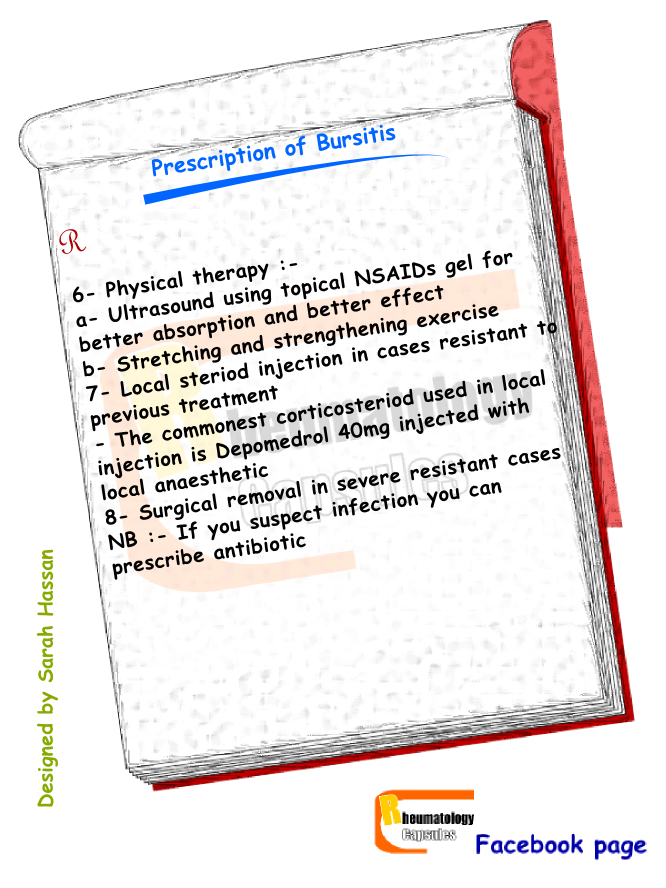 Prescription of Bursitis
R
6- Physical therapy :-
a- Ultrasound using topical NSAIDs gel for
better absorption and better effect
b- Stretching and strengthening exercise
7- Local steriod injection in cases resistant to
previous treatment
- The commonest corticosteriod used in local
injection is Depomedrol 40mg injected with
local anaesthetic
8- Surgical removal in severe resistant cases
NB :- If you suspect infection you can
prescribe antibiotic
Rheumatology
Capsules
Designed by Sarah Hassan
Rheumatology
Capsules
Facebook page